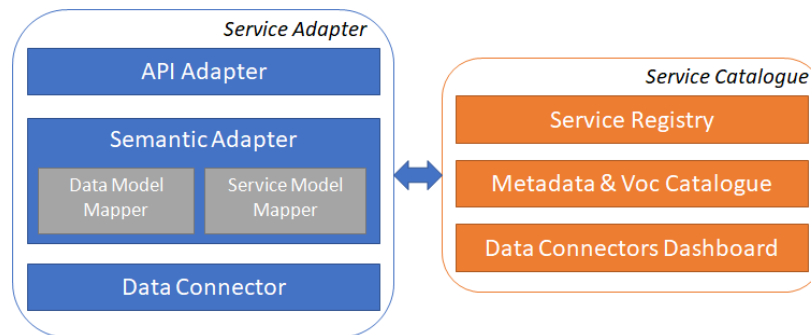 Service Adapter
API Adapter
Semantic Adapter
Data Model
Mapper
Service Model
Mapper
Data Connector
Service Catalogue
Service Registry
Metadata & Voc Catalogue
Data Connectors Dashboard